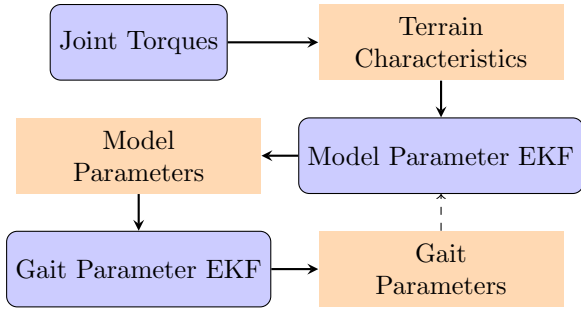 Joint Torques
Terrain
Characteristics
Model
Parameters
Model Parameter EKF
Gait Parameter EKF
Gait
Parameters